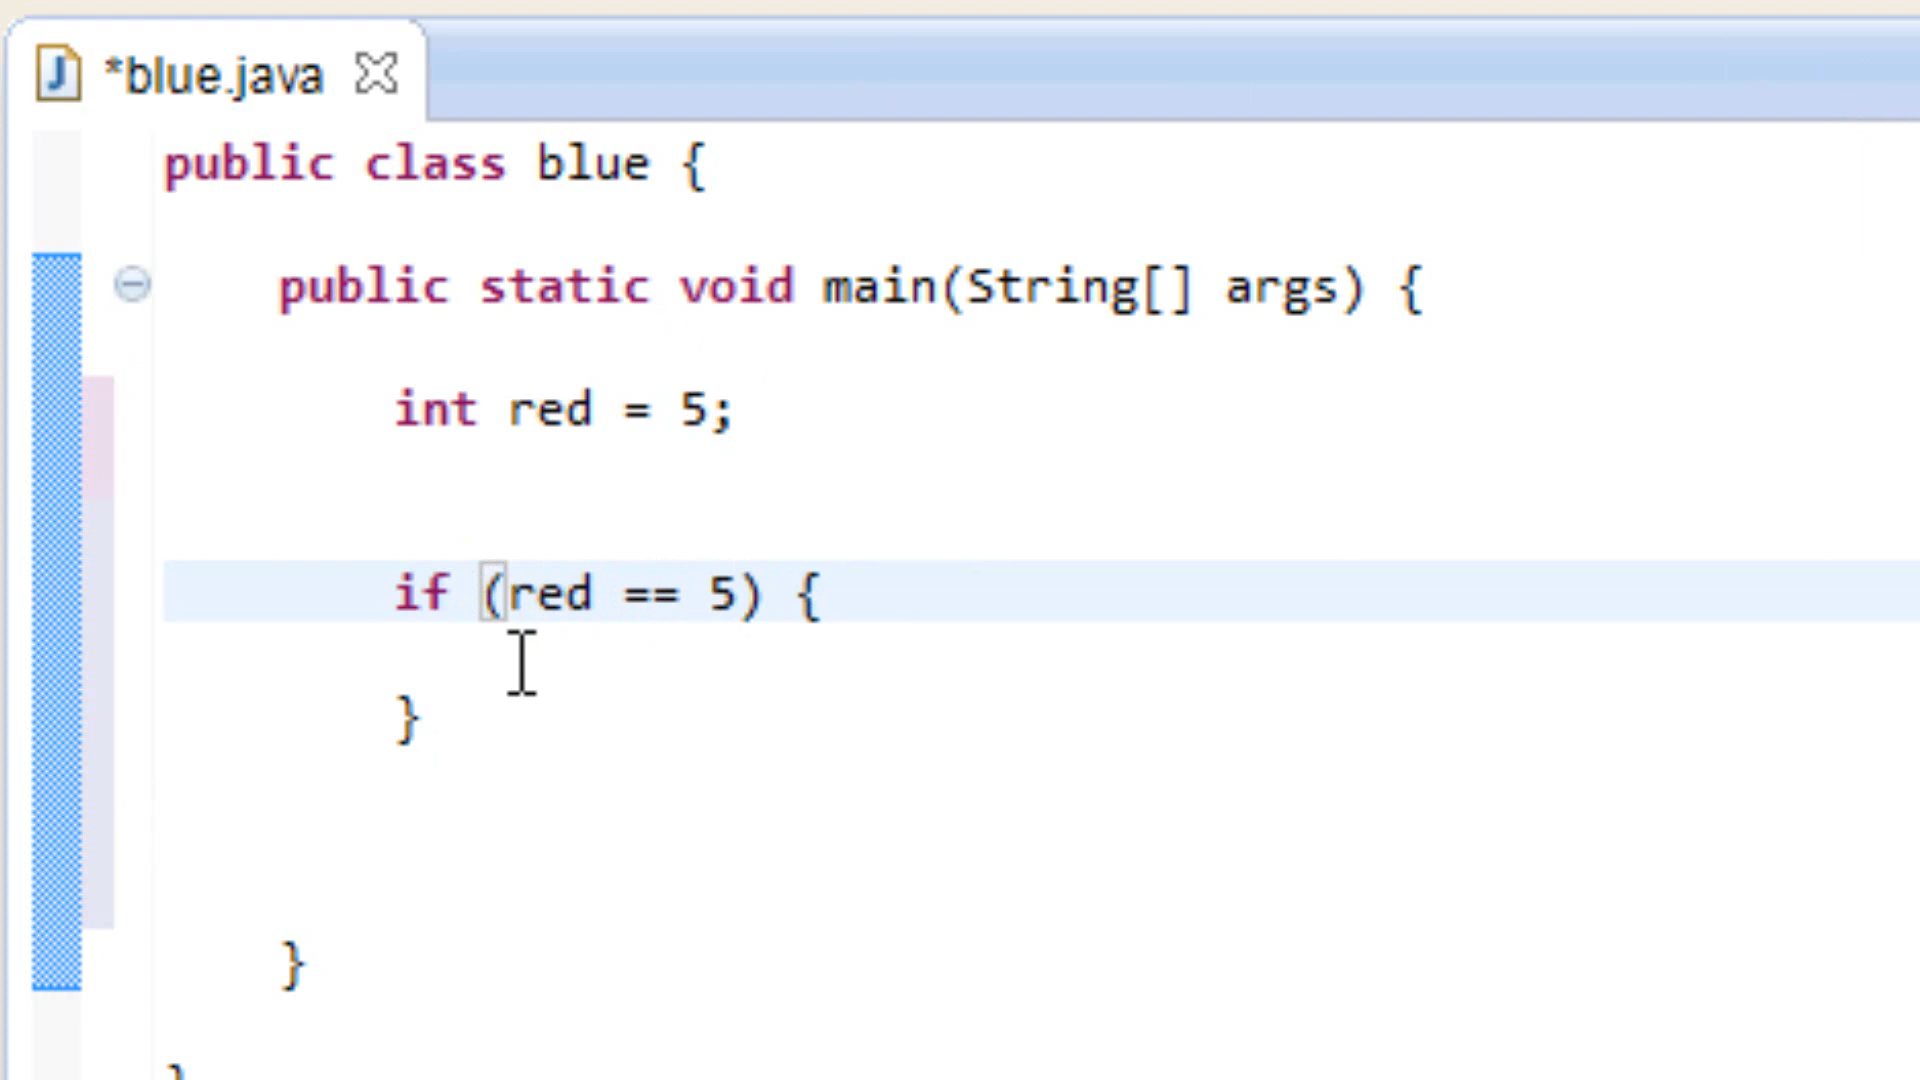 *blue.java
public class blue {
public static void main(String[] args) {
int red = 5;
if (red == 5) {
}
}
}